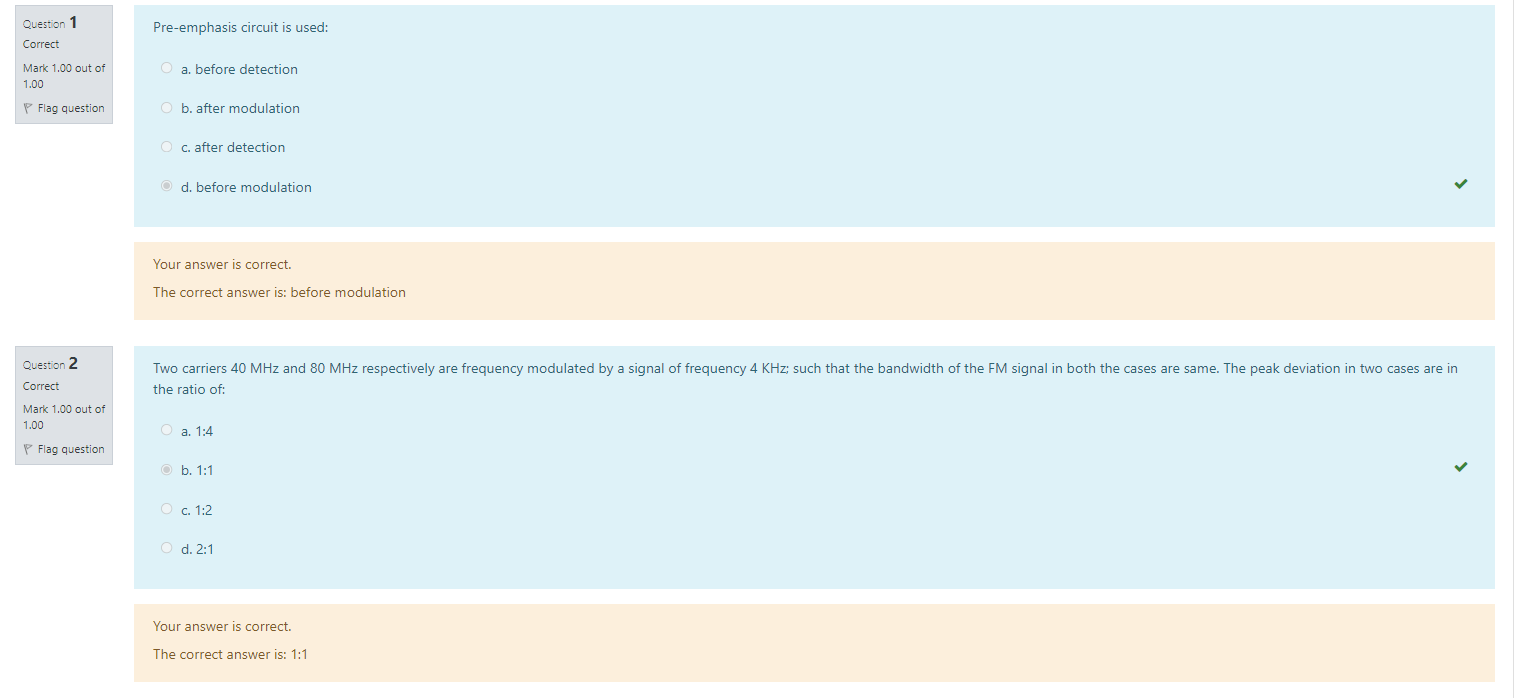 Question 1
Correct
Mark 1.00 out of
1.00
Flag question
Pre-emphasis circuit is used:
a. before detection
b. after modulation
c. after detection
d. before modulation
Your answer is correct.
The correct answer is: before modulation
Question 2
Correct
Mark 1.00 out of
1.00
Flag question
Two carriers 40 MHz and 80 MHz respectively are frequency modulated by a signal of frequency 4 KHz; such that the bandwidth of the FM signal in both the cases are same. The peak deviation in two cases are in
the ratio of:
a. 1:4
b. 1:1
c. 1:2
d. 2:1
Your answer is correct.
The correct answer is: 1:1